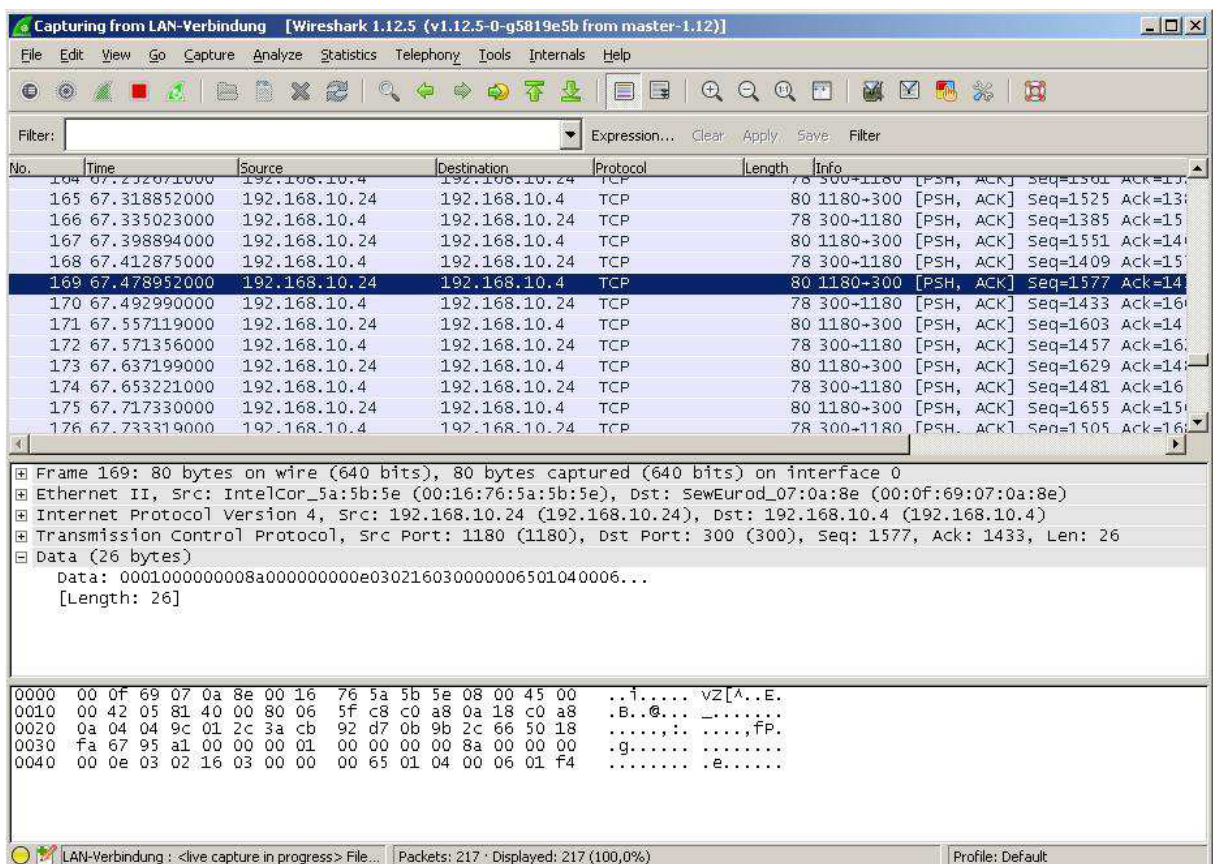 Capturing from LAN-Verbindung [Wireshark 1.12.5 (v1.12.5-0-g5819e5b from master-1.12)]
File Edit View Go Capture Analyze Statistics Telephony Tools Internals Help
Filter: Expression... Clear Apply Save Filter
No. Time Source Destination Protocol Length Info
164 67.232671000 192.168.10.4 192.168.10.24 TCP 78 300→1180 [PSH, ACK] Seq=1361
165 67.318852000 192.168.10.24 192.168.10.4 TCP 80 1180→300 [PSH, ACK] Seq=1525
166 67.335023000 192.168.10.4 192.168.10.24 TCP 78 300→1180 [PSH, ACK] Seq=1385 Ack=15
167 67.398894000 192.168.10.24 192.168.10.4 TCP 80 1180→300 [PSH, ACK] Seq=1551
168 67.412875000 192.168.10.4 192.168.10.24 TCP 78 300→1180 [PSH, ACK] Seq=1409
169 67.478952000 192.168.10.24 192.168.10.4 TCP 80 1180→300 [PSH, ACK] Seq=1577
170 67.492990000 192.168.10.4 192.168.10.24 TCP 78 300→1180 [PSH, ACK] Seq=1433
171 67.557119000 192.168.10.24 192.168.10.4 TCP 80 1180→300 [PSH, ACK] Seq=1603 Ack=14
172 67.571356000 192.168.10.4 192.168.10.24 TCP 78 300→1180 [PSH, ACK] Seq=1457
173 67.637199000 192.168.10.24 192.168.10.4 TCP 80 1180→300 [PSH, ACK] Seq=1629
174 67.653221000 192.168.10.4 192.168.10.24 TCP 78 300→1180 [PSH, ACK] Seq=1481 Ack=16
175 67.717330000 192.168.10.24 192.168.10.4 TCP 80 1180→300 [PSH, ACK] Seq=1655
176 67.733319000 192.168.10.4 192.168.10.24 TCP 78 300→1180 [PSH, ACK] Seq=1505
Frame 169: 80 bytes on wire (640 bits), 80 bytes captured (640 bits) on interface 0
Ethernet II, Src: IntelCor_5a:5b:5e (00:16:76:5a:5b:5e), Dst: SewEurod_07:0a:8e (00:0f:69:07:0a:8e)
Internet Protocol Version 4, Src: 192.168.10.24 (192.168.10.24), Dst: 192.168.10.4 (192.168.10.4)
Transmission Control Protocol, Src Port: 1180 (1180), Dst Port: 300 (300), Seq: 1577, Ack: 1433, Len: 26
Data (26 bytes)
Data: 0001000000008a000000000e030216030000006501040006...
[Length: 26]
0000 00 0f 69 07 0a 8e 00 16 76 5a 5b 5e 08 00 45 00 ..i..... vZ[^..E.
0010 00 42 05 81 40 00 80 06 5f c8 c0 a8 0a 18 c0 a8 .B..@... _.......
0020 0a 04 04 9c 01 2c 3a cb 92 d7 0b 9b 2c 66 50 18 .....,:. ....,fP.
0030 fa 67 95 a1 00 00 00 01 00 00 00 00 8a 00 00 00 .g...... ........
0040 00 0e 03 02 16 03 00 00 00 65 01 04 00 06 01 f4 ........ .e......
LAN-Verbindung : <live capture in progress> File... Packets: 217 · Displayed: 217 (100,0%) Profile: Default